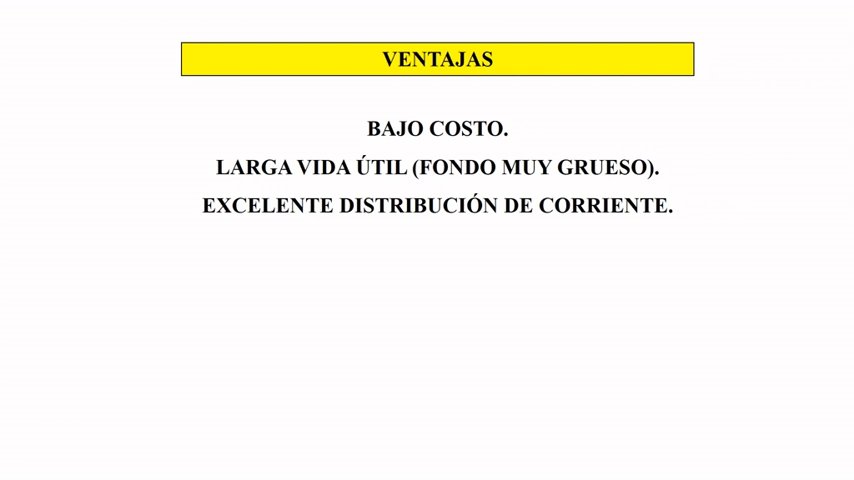 VENTAJAS
BAJO COSTO.
LARGA VIDA ÚTIL (FONDO MUY GRUESO).
EXCELENTE DISTRIBUCIÓN DE CORRIENTE.